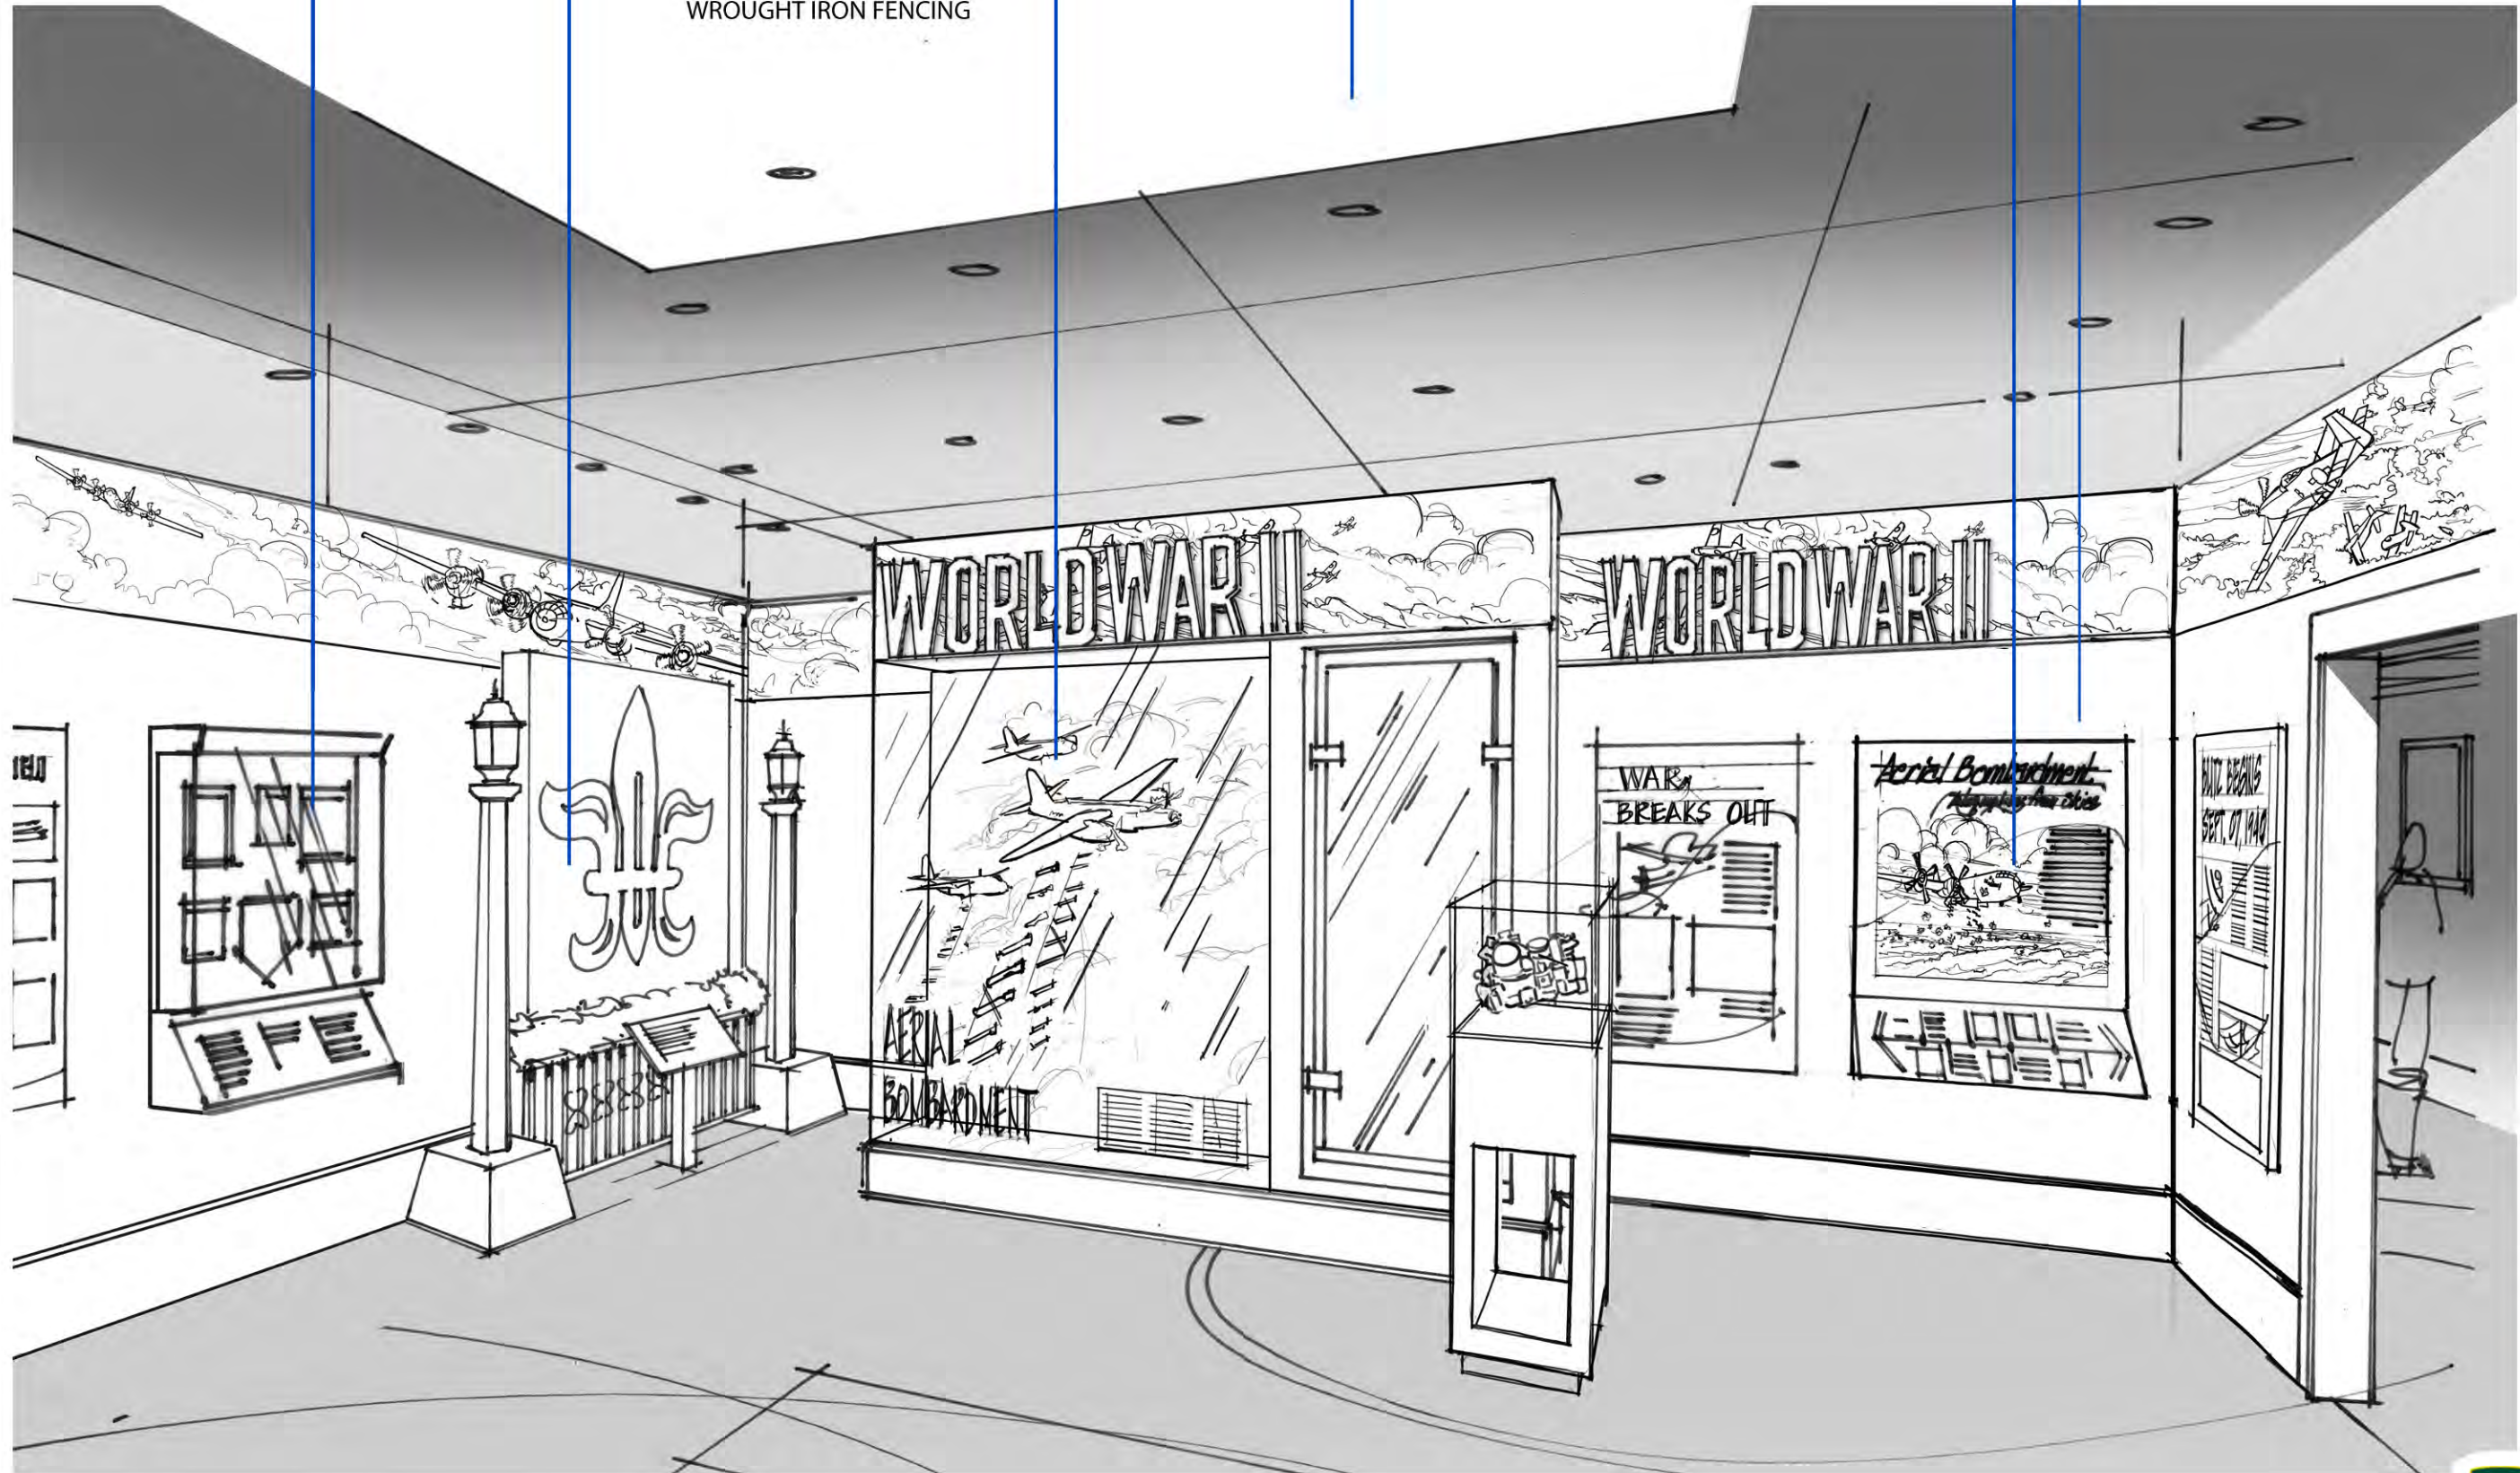 WROUGHT IRON FENCING
WORLD WAR II
WORLD WAR II
WAR
BREAKS OUT
Aerial Bombardment
BLITZ BEGINS
SEPT. 07, 1940
AERIAL
BOMBARDMENT